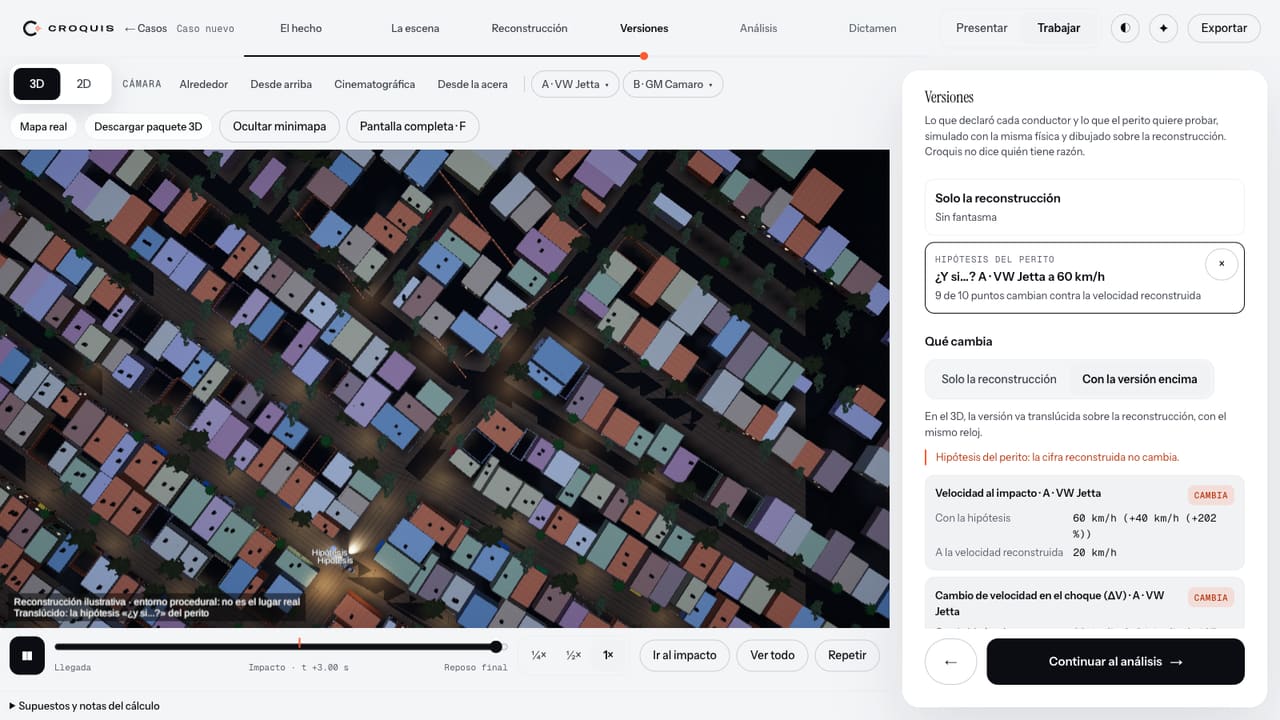 CROQUIS
← Casos
Caso nuevo
El hecho
La escena
Reconstrucción
Versiones
Análisis
Dictamen
Presentar
Trabajar
Exportar
3D
2D
CÁMARA
Alrededor
Desde arriba
Cinematográfica
Desde la acera
A · VW Jetta
B · GM Camaro
Mapa real
Descargar paquete 3D
Ocultar minimapa
Pantalla completa · F
Hipótesis
Hipótesis
Reconstrucción ilustrativa - entorno procedural: no es el lugar real
Translúcido: la hipótesis «¿y si...?» del perito
Llegada
Impacto · t +3.00 s
Reposo final
¼×
½×
1×
Ir al impacto
Ver todo
Repetir
▶ Supuestos y notas del cálculo
Versiones
Lo que declaró cada conductor y lo que el perito quiere probar,
simulado con la misma física y dibujado sobre la reconstrucción.
Croquis no dice quién tiene razón.
Solo la reconstrucción
Sin fantasma
HIPÓTESIS DEL PERITO
×
¿Y si...? A · VW Jetta a 60 km/h
9 de 10 puntos cambian contra la velocidad reconstruida
Qué cambia
Solo la reconstrucción
Con la versión encima
En el 3D, la versión va translúcida sobre la reconstrucción, con el
mismo reloj.
Hipótesis del perito: la cifra reconstruida no cambia.
Velocidad al impacto · A · VW Jetta
CAMBIA
Con la hipótesis
60 km/h (+40 km/h (+202
%))
A la velocidad reconstruida
20 km/h
Cambio de velocidad en el choque (ΔV) · A · VW
Jetta
CAMBIA
←
Continuar al análisis →